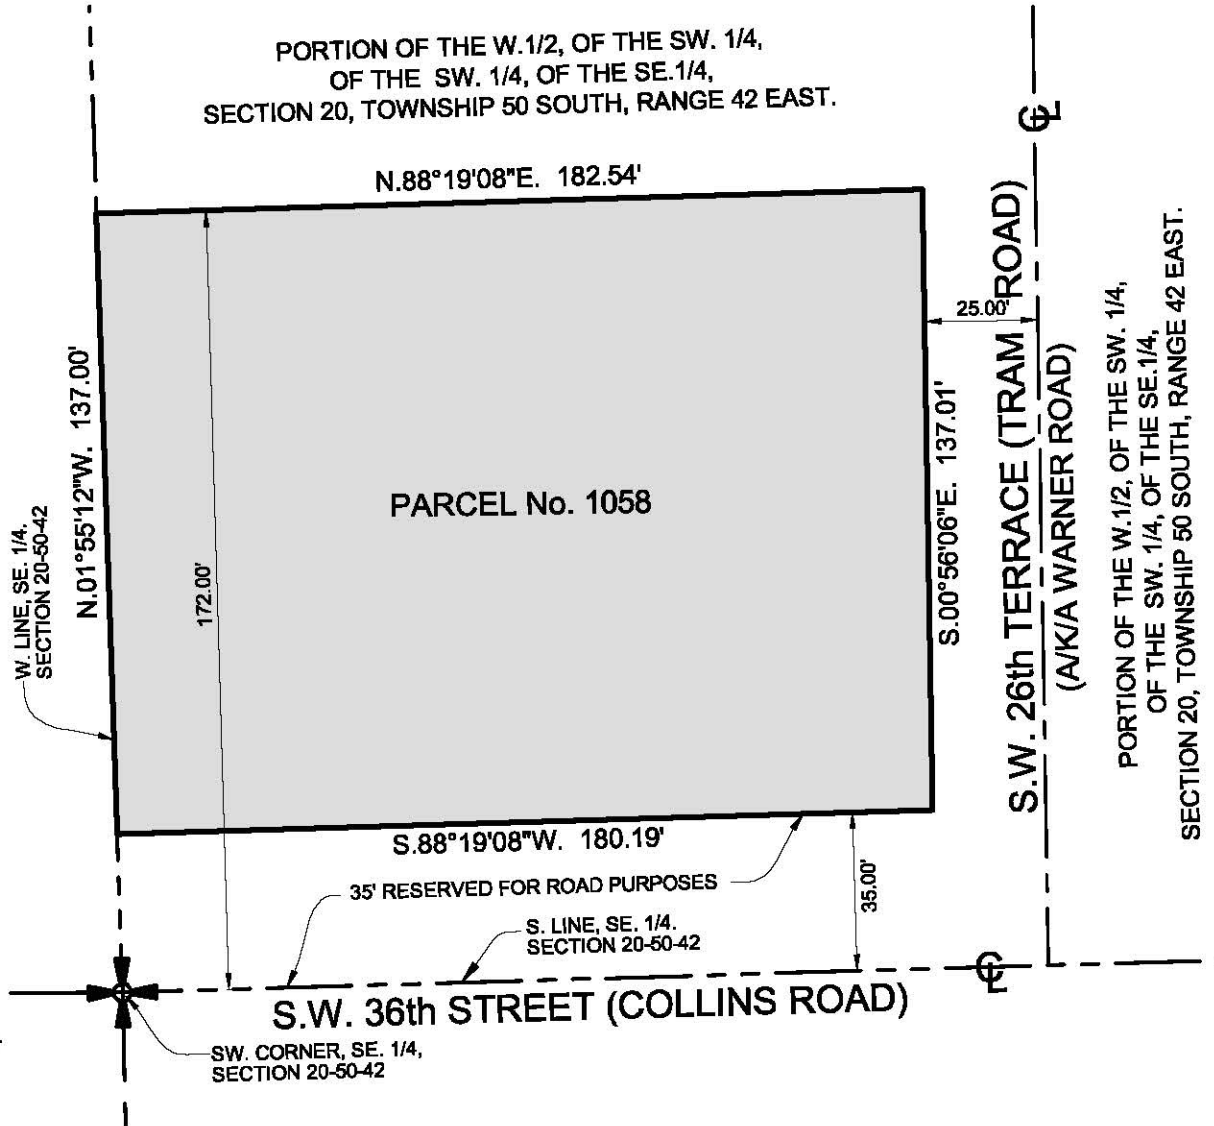 PORTION OF THE W.1/2, OF THE SW. 1/4,
OF THE SW. 1/4, OF THE SE.1/4,
SECTION 20, TOWNSHIP 50 SOUTH, RANGE 42 EAST.
N.88°19'08"E. 182.54'
25.00'
N.01°55'12"W. 137.00'
PARCEL No. 1058
172.00'
S.00°56'06"E. 137.01'
S.W. 26th TERRACE (TRAM ROAD)
(A/K/A WARNER ROAD)
PORTION OF THE W.1/2, OF THE SW. 1/4,
OF THE SW. 1/4, OF THE SE.1/4,
SECTION 20, TOWNSHIP 50 SOUTH, RANGE 42 EAST.
W. LINE, SE. 1/4.
SECTION 20-50-42
S.88°19'08"W. 180.19'
35' RESERVED FOR ROAD PURPOSES
35.00'
S. LINE, SE. 1/4.
SECTION 20-50-42
S.W. 36th STREET (COLLINS ROAD)
SW. CORNER, SE. 1/4,
SECTION 20-50-42